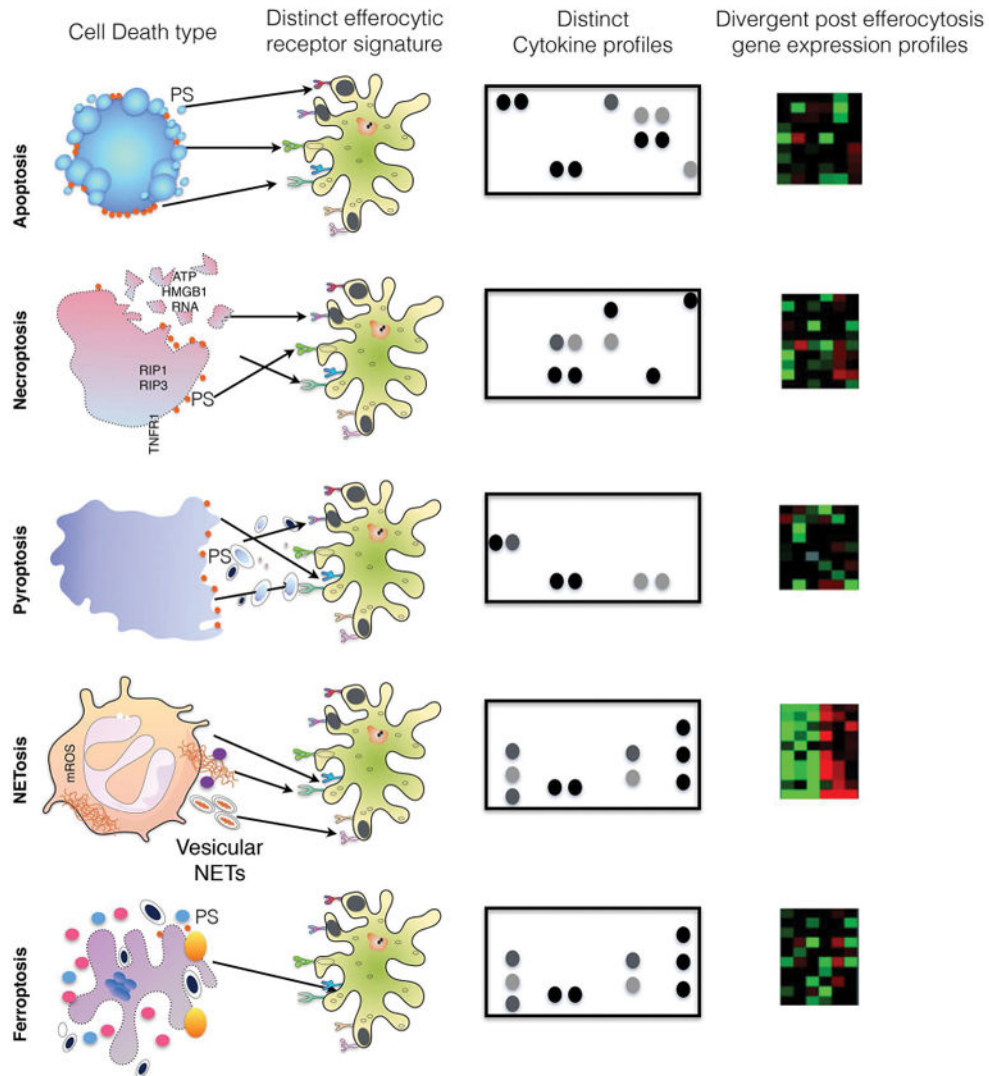 Cell Death type
Distinct efferocytic
receptor signature
Distinct
Cytokine profiles
Divergent post efferocytosis
gene expression profiles
Apoptosis
PS
Necroptosis
ATP
HMGB1
RNA
RIP1
RIP3
PS
TNFR1
Pyroptosis
PS
NETosis
mROS
Vesicular
NETs
Ferroptosis
PS